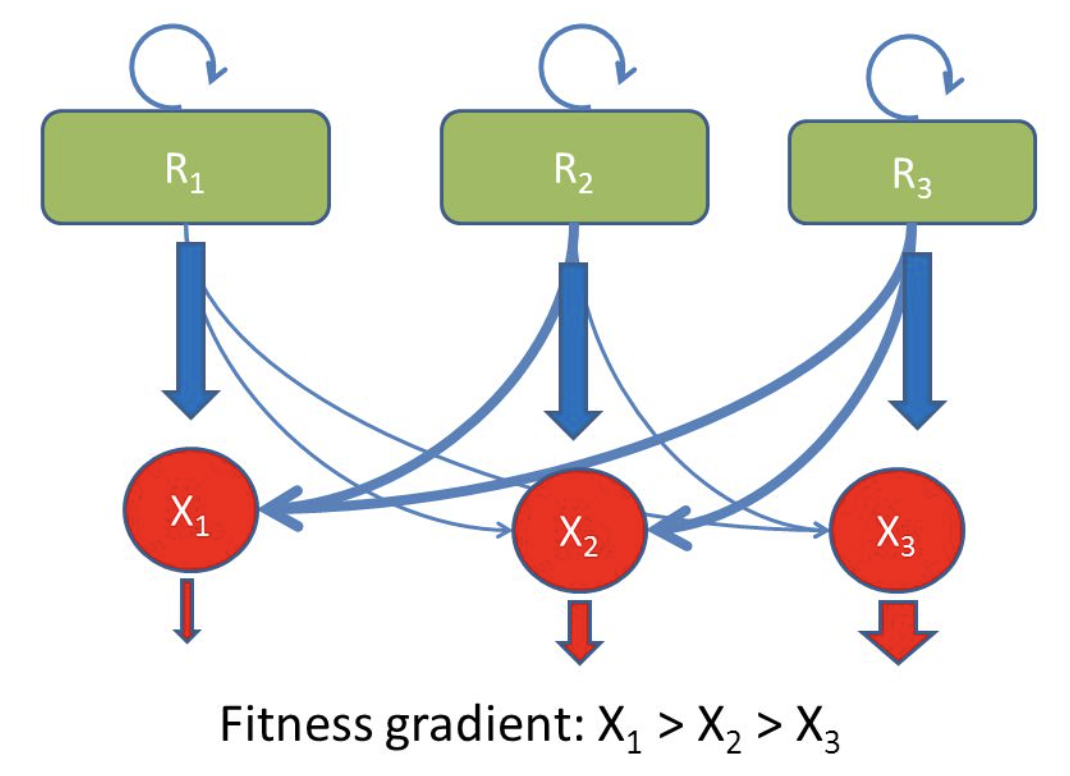 R₁
R₂
R₃
X₁
X₂
X₃
Fitness gradient: X₁ > X₂ > X₃